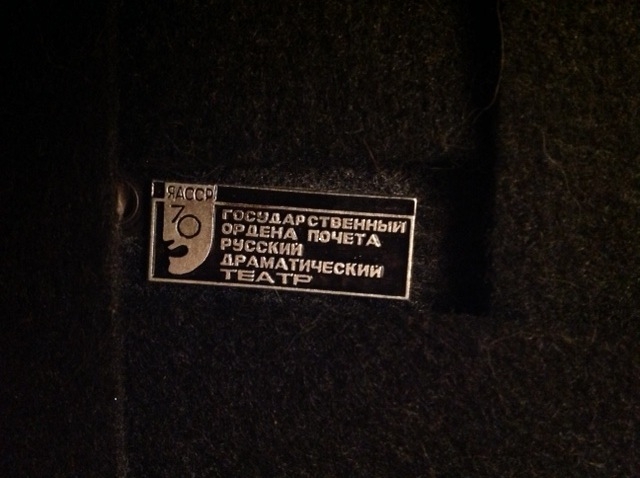 ЯАССР
70
ГОСУДАРСТВЕННЫЙ
ОРДЕНА ПОЧЕТА
РУССКИЙ
ДРАМАТИЧЕСКИЙ
ТЕАТР